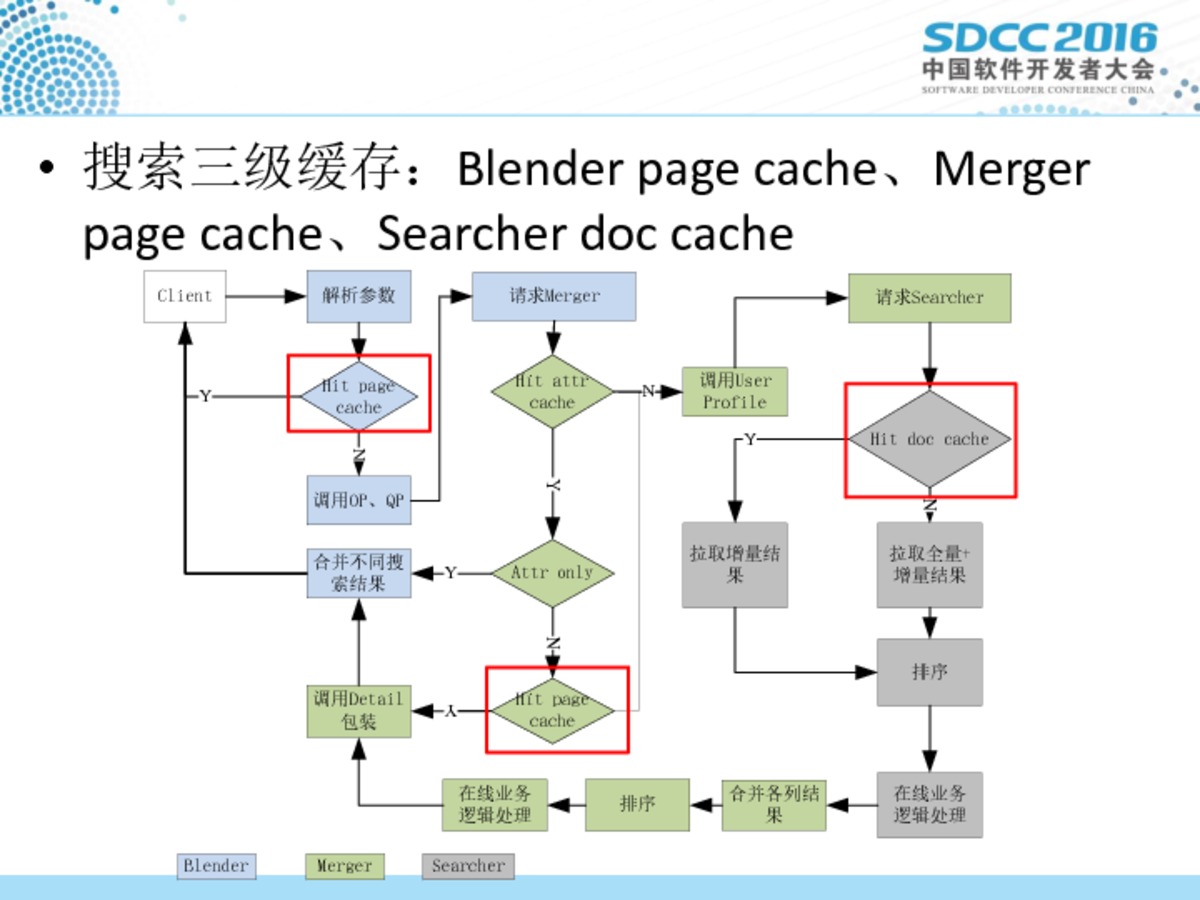 SDCC 2016
中国软件开发者大会
SOFTWARE DEVELOPER CONFERENCE CHINA
• 搜索三级缓存：Blender page cache、Merger
page cache、Searcher doc cache
Client
解析参数
请求Merger
请求Searcher
Hit page
cache
Y
N
Hit attr
cache
N
调用User
Profile
Hit doc cache
Y
N
调用OP、QP
Y
合并不同搜
索结果
Y
Attr only
N
拉取增量结
果
拉取全量+
增量结果
排序
调用Detail
包装
Y
Hit page
cache
在线业务
逻辑处理
排序
合并各列结
果
在线业务
逻辑处理
Blender
Merger
Searcher